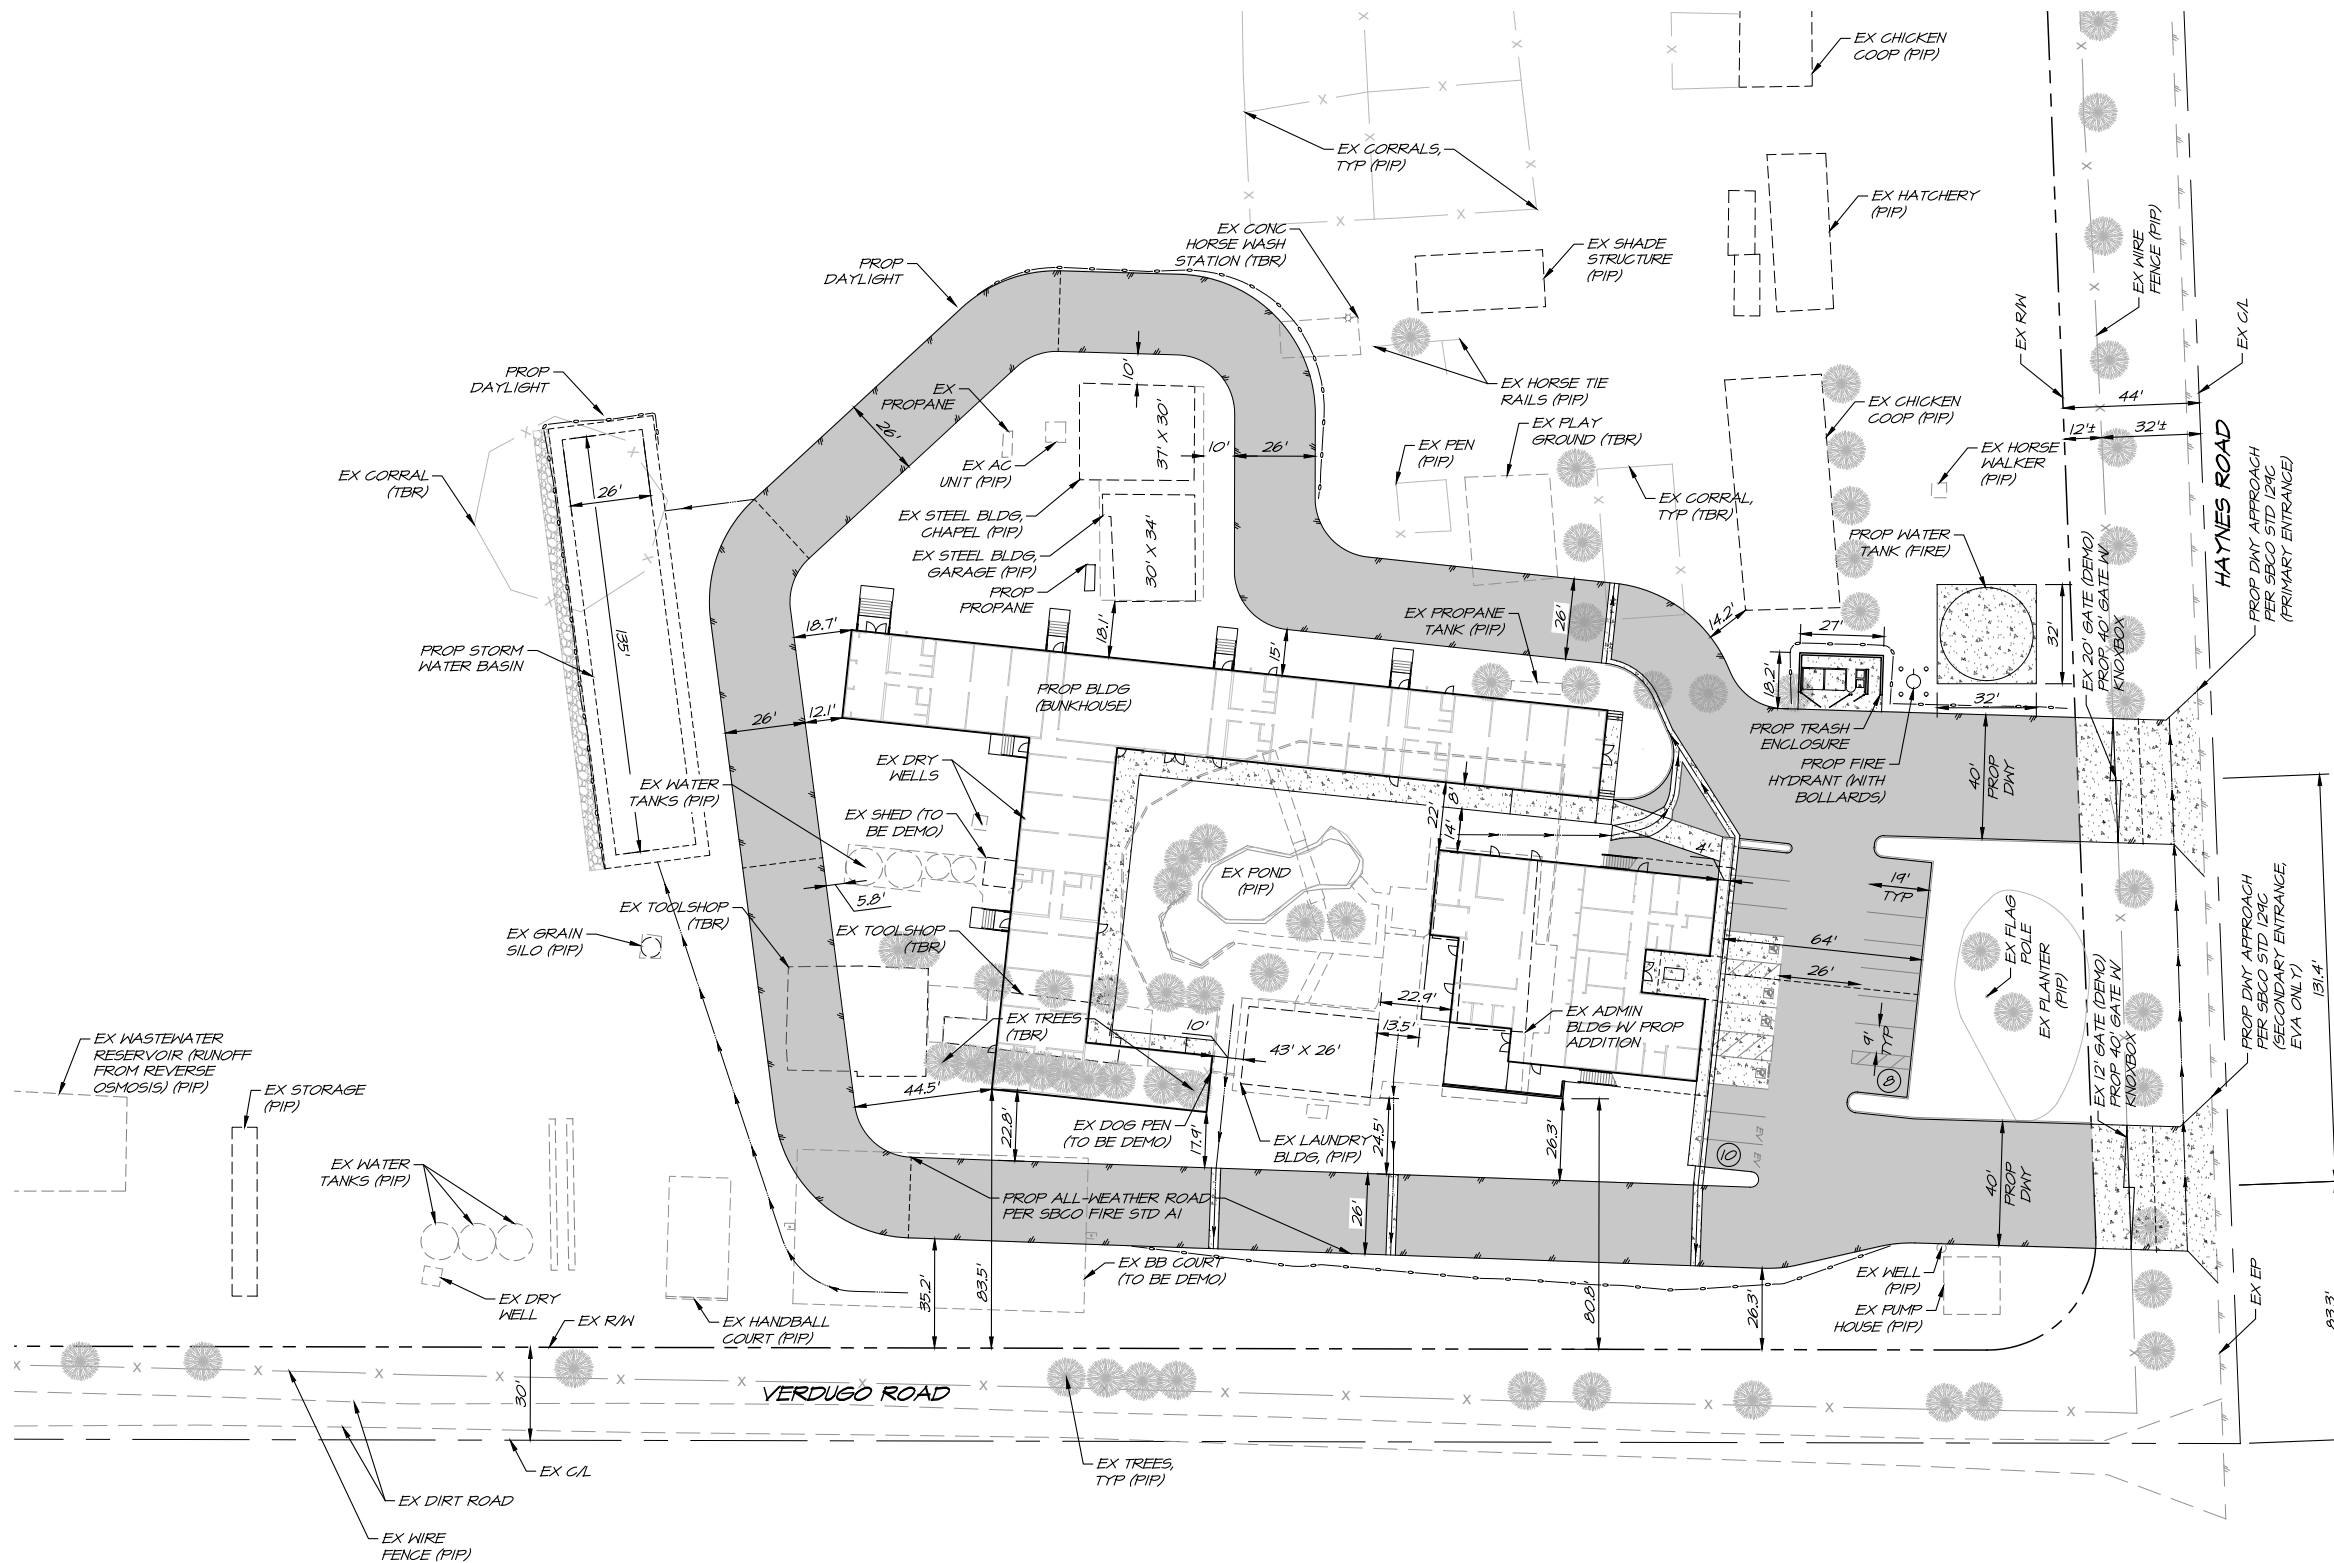 EX CHICKEN
COOP (PIP)
EX CORRALS,
TYP (PIP)
EX HATCHERY
(PIP)
EX CONC
HORSE WASH
STATION (TBR)
EX SHADE
STRUCTURE
(PIP)
EX WIRE
FENCE (PIP)
PROP
DAYLIGHT
EX R/W
EX C/L
PROP
DAYLIGHT
EX
PROPANE
26'
10'
37' X 30'
10'
26'
EX HORSE TIE
RAILS (PIP)
EX CHICKEN
COOP (PIP)
44'
12'±
32'±
EX PLAY
GROUND (TBR)
EX PEN
(PIP)
EX HORSE
WALKER
(PIP)
HAYNES ROAD
EX CORRAL
(TBR)
26'
135'
EX AC
UNIT (PIP)
EX CORRAL,
TYP (TBR)
EX STEEL BLDG,
CHAPEL (PIP)
EX STEEL BLDG,
GARAGE (PIP)
30' X 34'
PROP
PROPANE
PROP WATER
TANK (FIRE)
PROP DWY APPROACH
PER SBCO STD 129C
(PRIMARY ENTRANCE)
EX 20' GATE (DEMO)
PROP 40' GATE W/
KNOXBOX
EX PROPANE
TANK (PIP)
26'
14.2'
27'
32'
18.7'
18.1'
15'
PROP STORM
WATER BASIN
18.2'
32'
PROP BLDG
(BUNKHOUSE)
26'
12.1'
PROP TRASH
ENCLOSURE
PROP FIRE
HYDRANT (WITH
BOLLARDS)
40'
PROP
DWY
EX DRY
WELLS
EX WATER
TANKS (PIP)
EX SHED (TO
BE DEMO)
22'
8'
14'
4'
EX POND
(PIP)
19'
TYP
5.8'
EX TOOLSHOP
(TBR)
EX GRAIN
SILO (PIP)
EX TOOLSHOP
(TBR)
64'
26'
EX FLAG
POLE
EX PLANTER
(PIP)
PROP DWY APPROACH
PER SBCO STD 129C
(SECONDARY ENTRANCE,
EVA ONLY)
131.4'
EX 12' GATE (DEMO)
PROP 40' GATE W/
KNOXBOX
22.9'
EX TREES
(TBR)
10'
13.5'
43' X 26'
EX ADMIN
BLDG W/ PROP
ADDITION
9'
TYP
8
EX WASTEWATER
RESERVOIR (RUNOFF
FROM REVERSE
OSMOSIS) (PIP)
EX STORAGE
(PIP)
44.5'
22.8'
EX DOG PEN
(TO BE DEMO)
17.9'
EX LAUNDRY
BLDG, (PIP)
24.5'
26.3'
EV
EV
10
40'
PROP
DWY
EX WATER
TANKS (PIP)
PROP ALL-WEATHER ROAD
PER SBCO FIRE STD A1
26'
EX BB COURT
(TO BE DEMO)
EX DRY
WELL
EX R/W
EX HANDBALL
COURT (PIP)
35.2'
83.5'
80.8'
26.3'
EX WELL
(PIP)
EX PUMP
HOUSE (PIP)
EX EP
83.3'
30'
VERDUGO ROAD
EX C/L
EX DIRT ROAD
EX WIRE
FENCE (PIP)
EX TREES,
TYP (PIP)